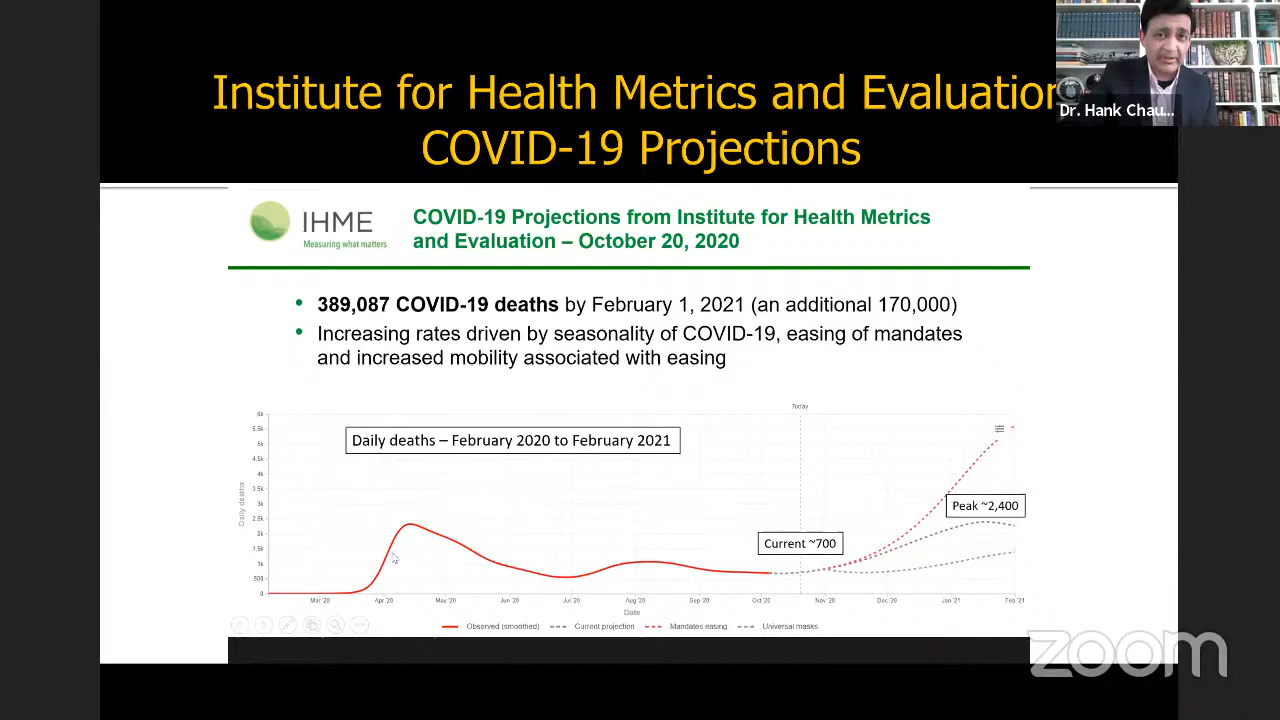 Institute for Health Metrics and Evaluation
COVID-19 Projections
Dr. Hank Chau...
IHME
Measuring what matters
COVID-19 Projections from Institute for Health Metrics
and Evaluation – October 20, 2020
• 389,087 COVID-19 deaths by February 1, 2021 (an additional 170,000)
• Increasing rates driven by seasonality of COVID-19, easing of mandates
and increased mobility associated with easing
Today
Daily deaths – February 2020 to February 2021
Daily deaths
6k
5.5k
5k
4.5k
4k
3.5k
3k
2.5k
2k
1.5k
1k
500
0
Peak ~2,400
Current ~700
Mar '20 Apr '20 May '20 Jun '20 Jul '20 Aug '20 Sep '20 Oct '20 Nov '20 Dec '20 Jan '21 Feb '21
Date
Observed (smoothed) Current projection Mandates easing Universal masks
zoom